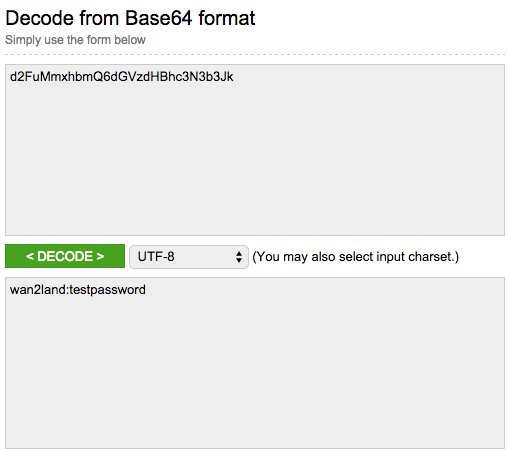 Decode from Base64 format
Simply use the form below
d2FuMmxhbmQ6dGVzdHBhc3N3b3Jk
< DECODE > UTF-8 (You may also select input charset.)
wan2land:testpassword